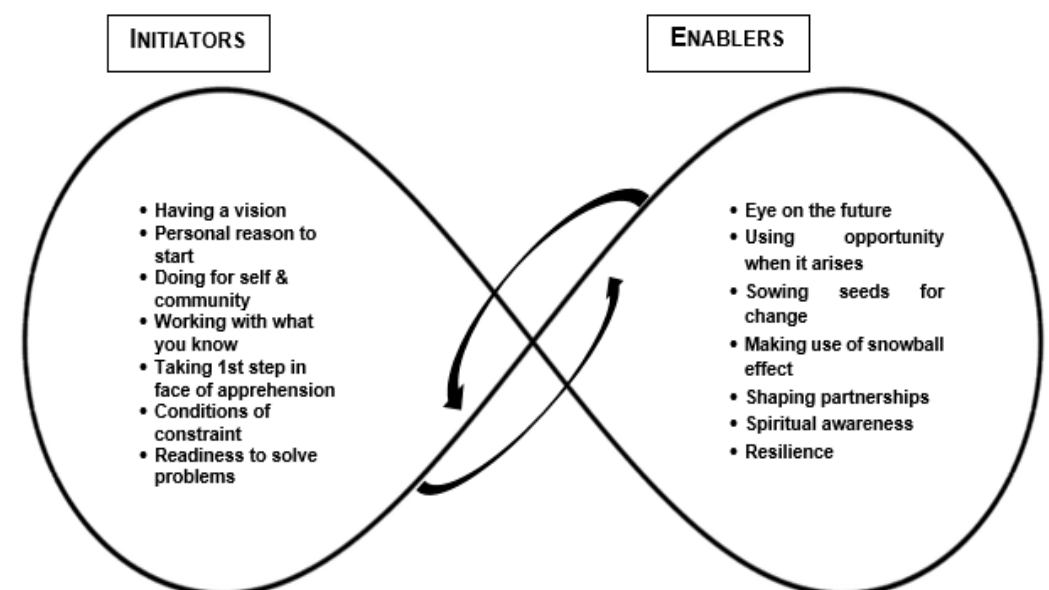 INITIATORS
• Having a vision
• Personal reason to
start
• Doing for self &
community
• Working with what
you know
• Taking 1st step in
face of apprehension
• Conditions of
constraint
• Readiness to solve
problems
ENABLERS
• Eye on the future
• Using opportunity
when it arises
• Sowing seeds for
change
• Making use of snowball
effect
• Shaping partnerships
• Spiritual awareness
• Resilience